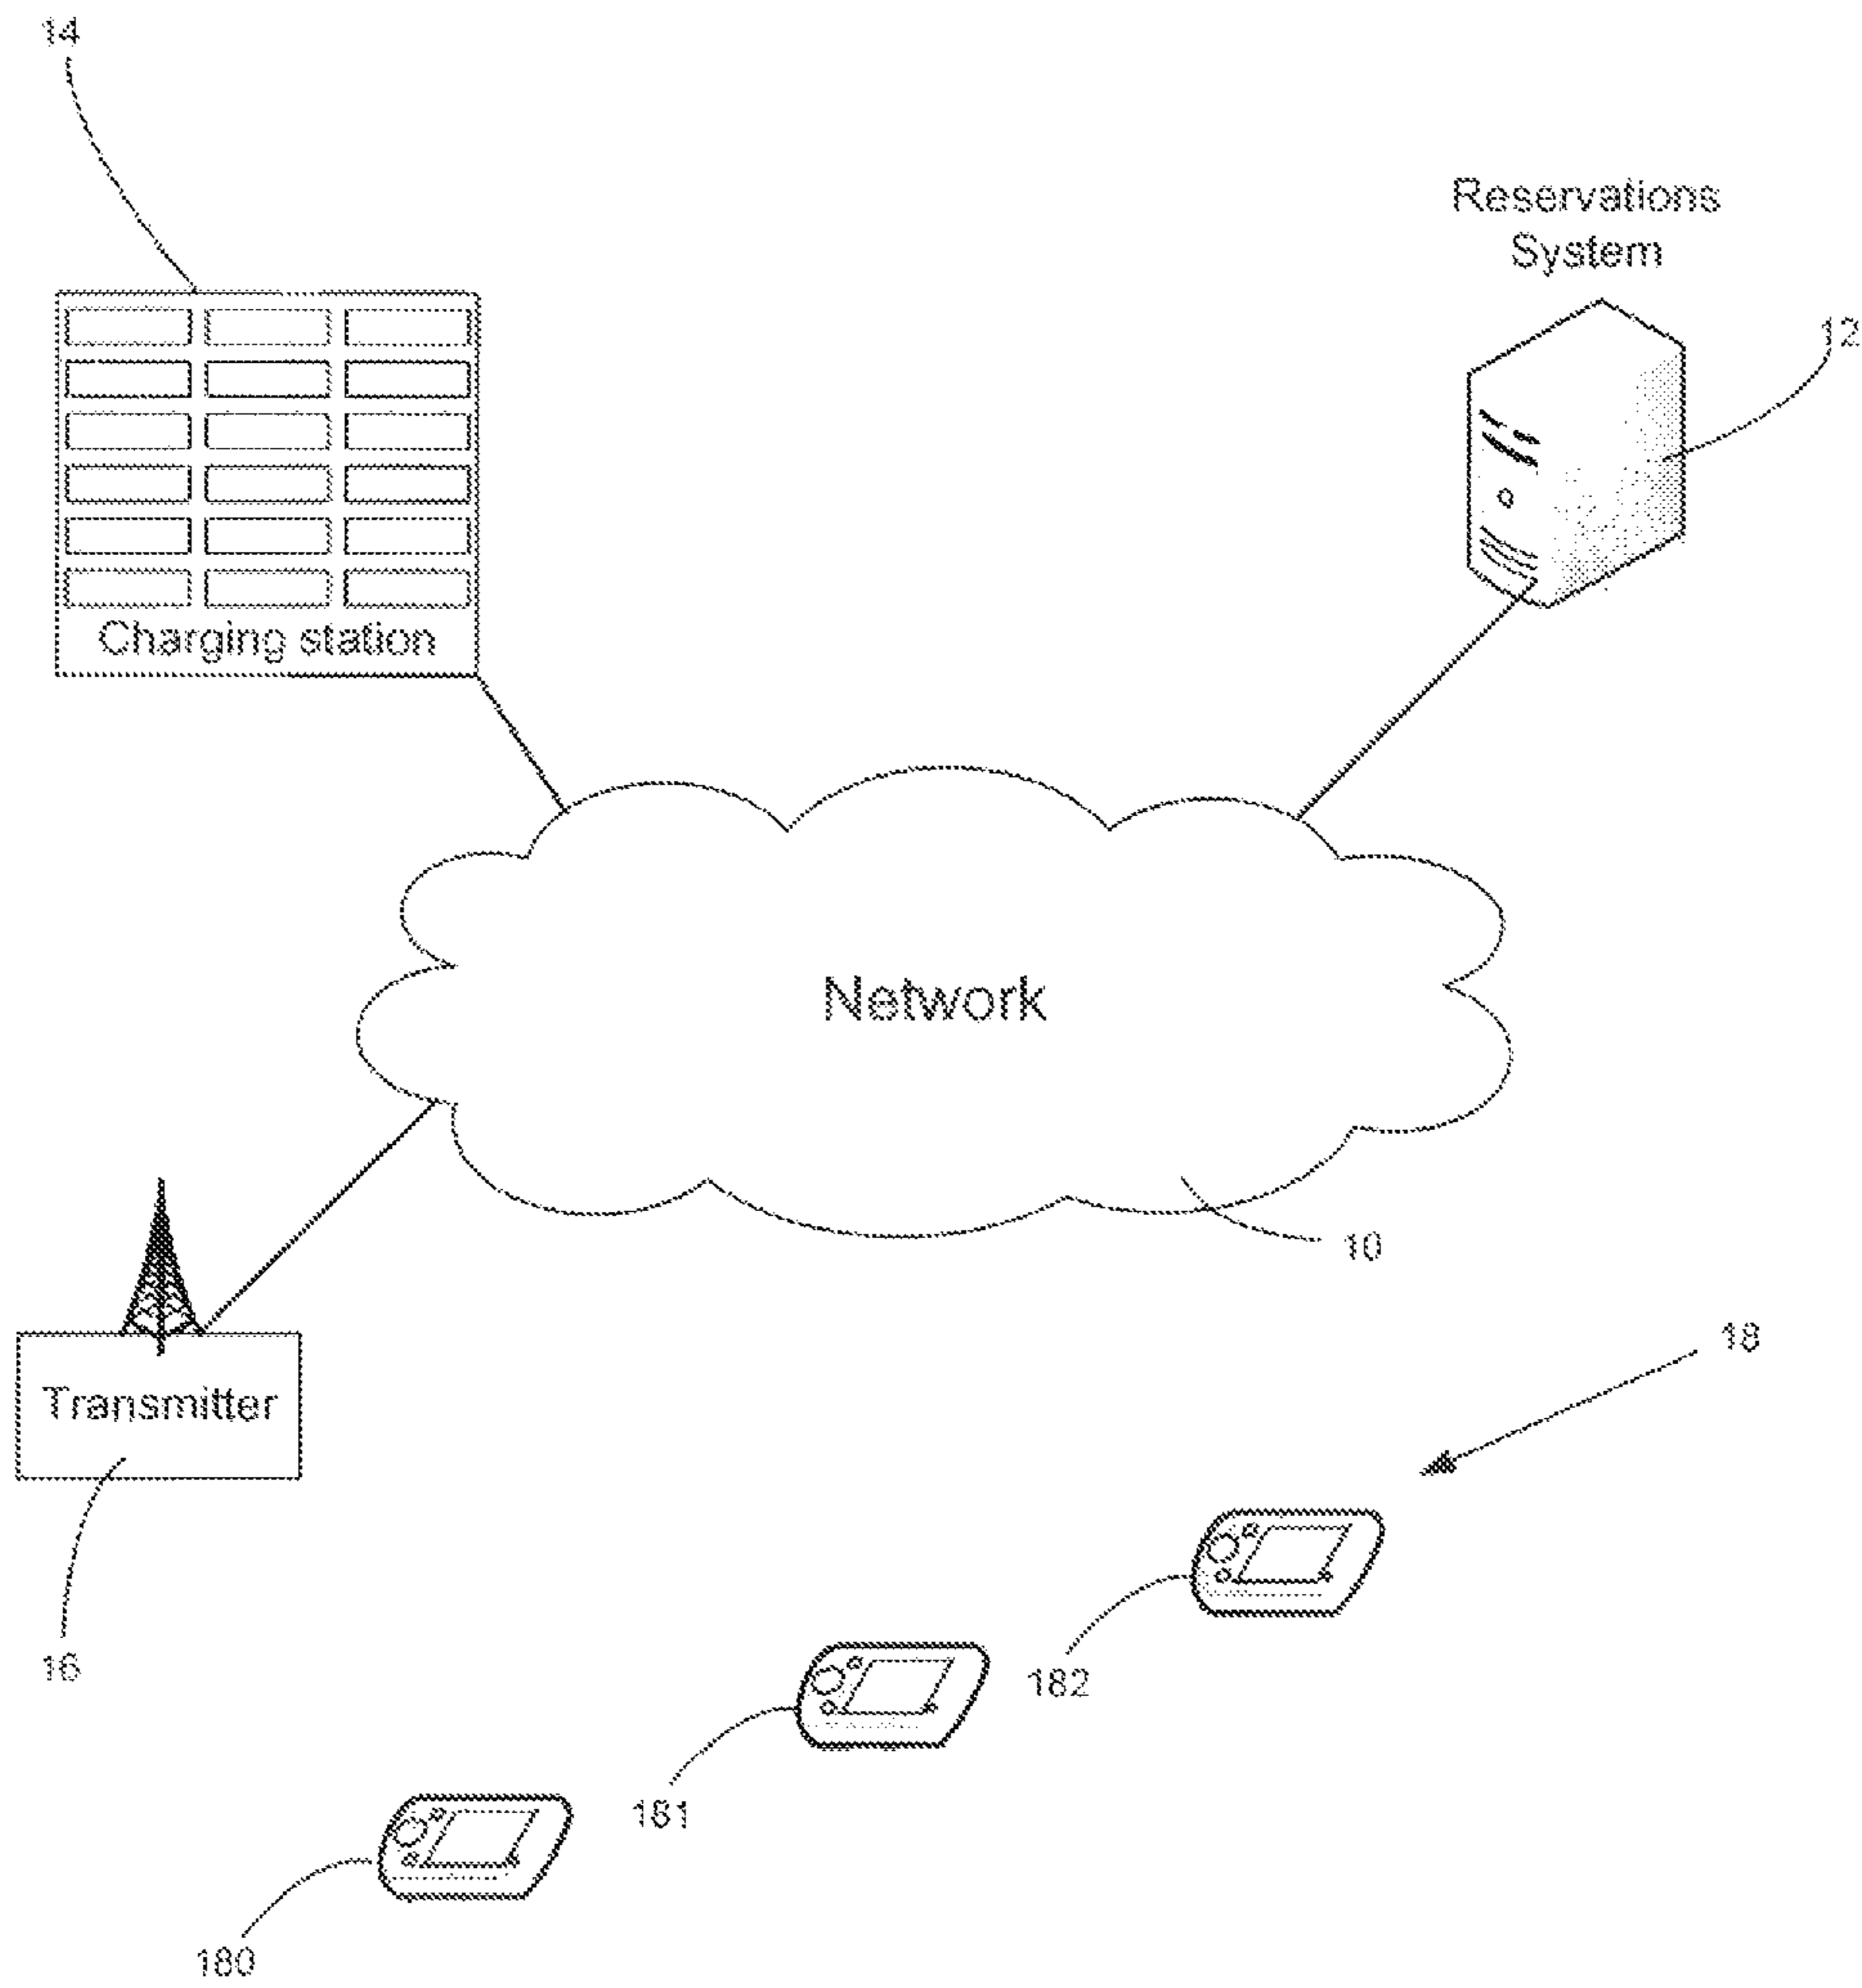 14
Reservations
System
12
Charging station
Network
10
18
Transmitter
16
182
181
180